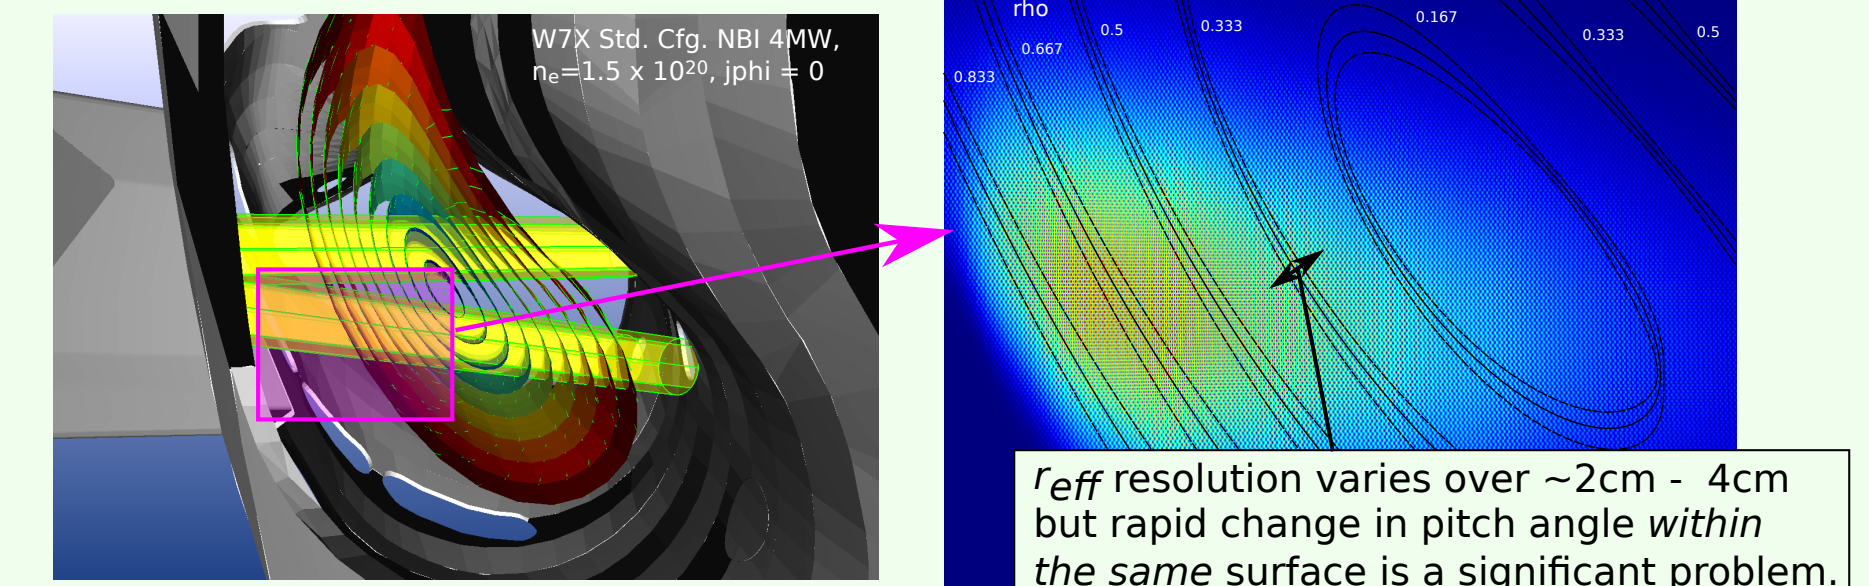 W7X Std. Cfg. NBI 4MW,
nₑ=1.5 x 10²⁰, jphi = 0
rho
0.833
0.667
0.5
0.333
0.167
0.333
0.5
r_eff resolution varies over ~2cm - 4cm
but rapid change in pitch angle within
the same surface is a significant problem.